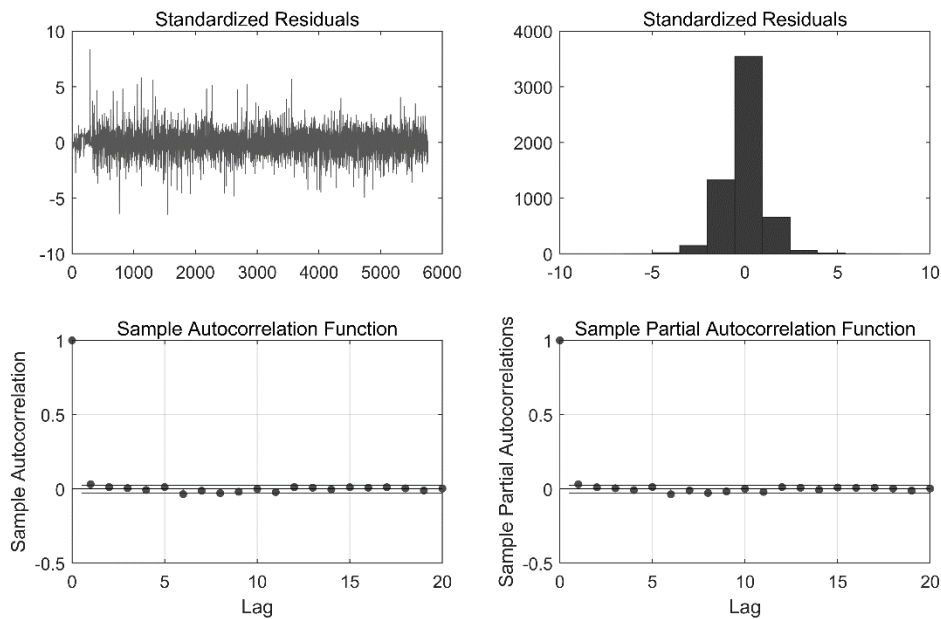 Standardized Residuals
10
5
0
-5
-10
0 1000 2000 3000 4000 5000 6000
Standardized Residuals
4000
3000
2000
1000
0
-10 -5 0 5 10
Sample Autocorrelation Function
Sample Autocorrelation
1
0.5
0
-0.5
0 5 10 15 20
Lag
Sample Partial Autocorrelation Function
Sample Partial Autocorrelations
1
0.5
0
-0.5
0 5 10 15 20
Lag